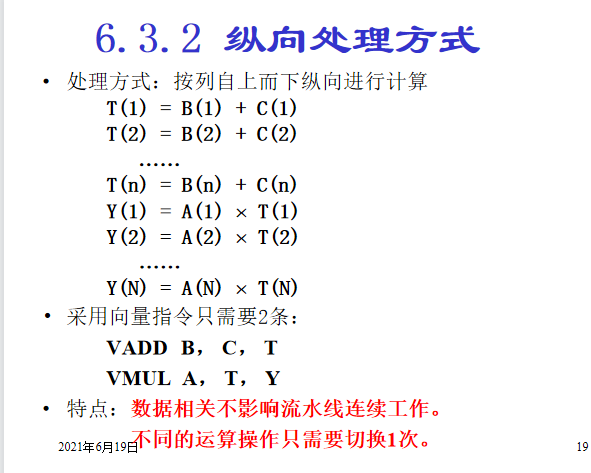 6.3.2 纵向处理方式
• 处理方式：按列自上而下纵向进行计算
T(1) = B(1) + C(1)
T(2) = B(2) + C(2)
……
T(n) = B(n) + C(n)
Y(1) = A(1) × T(1)
Y(2) = A(2) × T(2)
……
Y(N) = A(N) × T(N)
• 采用向量指令只需要2条：
VADD B， C， T
VMUL A， T， Y
• 特点：数据相关不影响流水线连续工作。
不同的运算操作只需要切换1次。
2021年6月19日
19